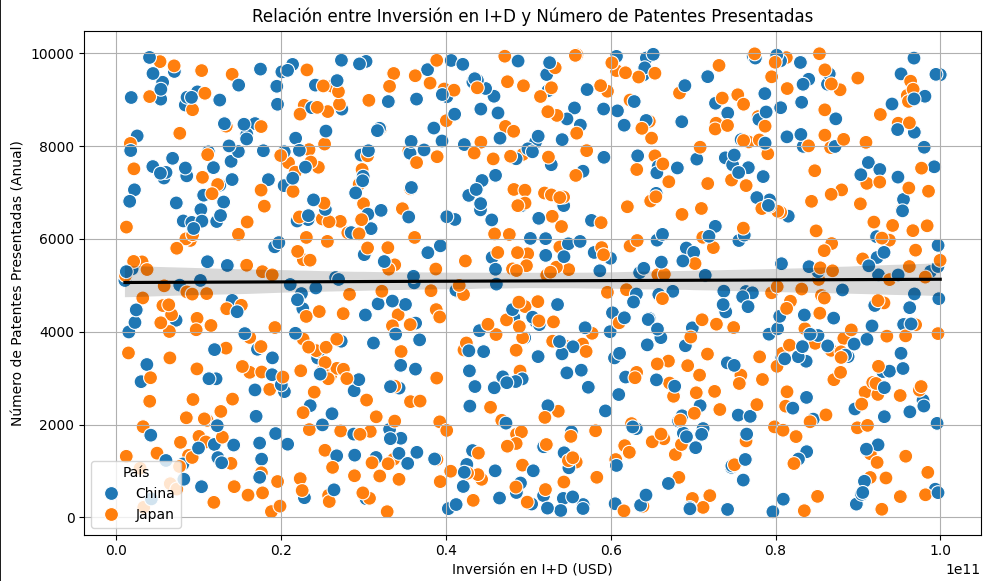 Relación entre Inversión en I+D y Número de Patentes Presentadas
Número de Patentes Presentadas (Anual)
10000
8000
6000
4000
2000
0
País
China
Japan
0.0
0.2
0.4
0.6
0.8
1.0
1e11
Inversión en I+D (USD)